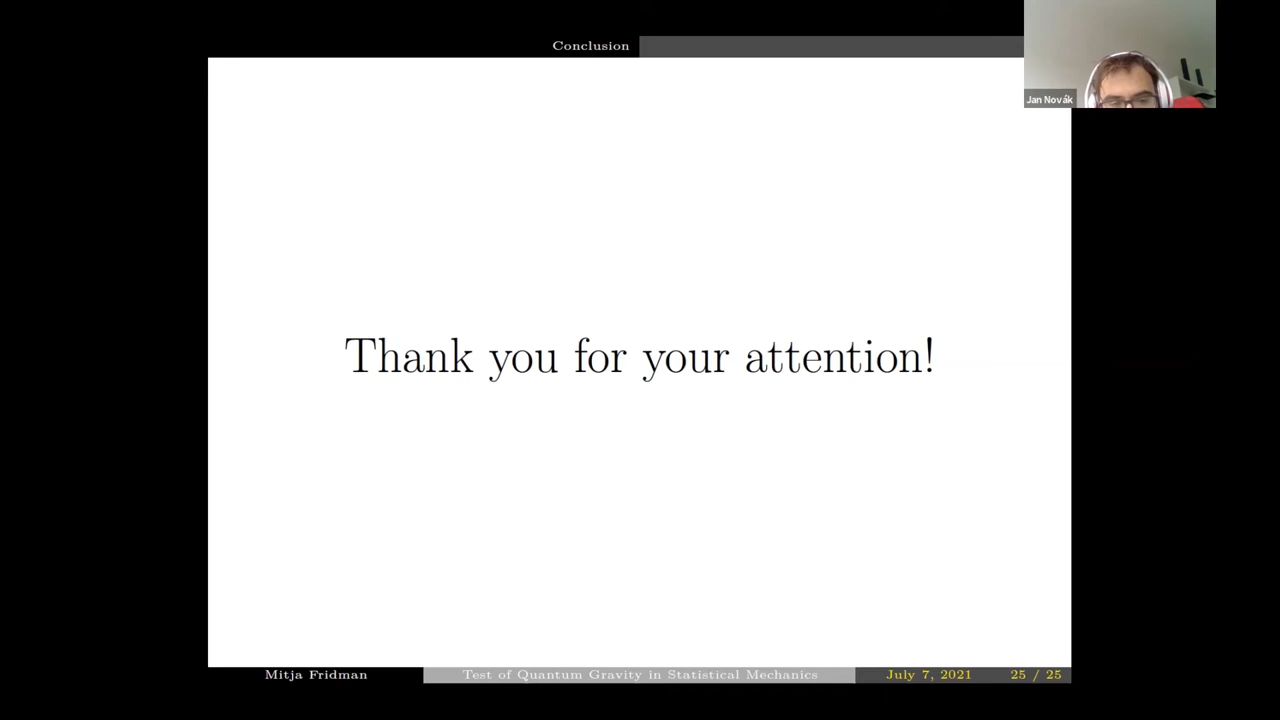 Conclusion
Jan Novák
Thank you for your attention!
Mitja Fridman
Test of Quantum Gravity in Statistical Mechanics
July 7, 2021
25 / 25